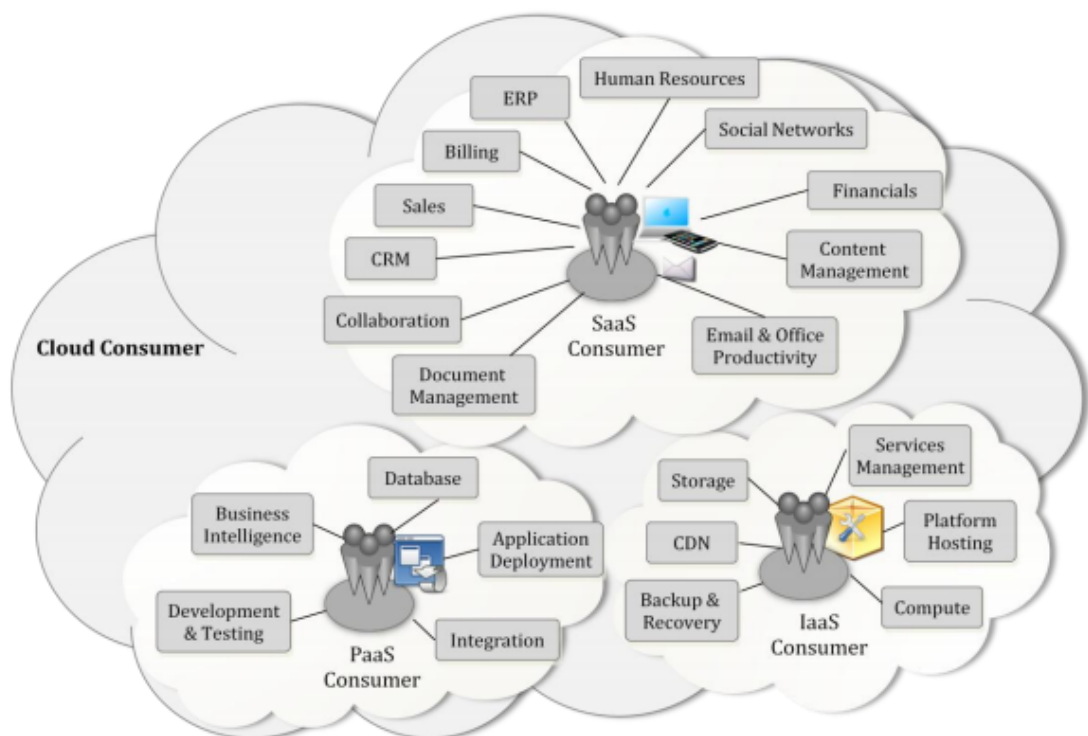 Human Resources
ERP
Social Networks
Billing
Financials
Sales
Content
Management
CRM
Collaboration
SaaS
Consumer
Email & Office
Productivity
Document
Management
Cloud Consumer
Database
Business
Intelligence
Application
Deployment
Development
& Testing
Integration
PaaS
Consumer
Services
Management
Storage
Platform
Hosting
CDN
Backup &
Recovery
Compute
IaaS
Consumer